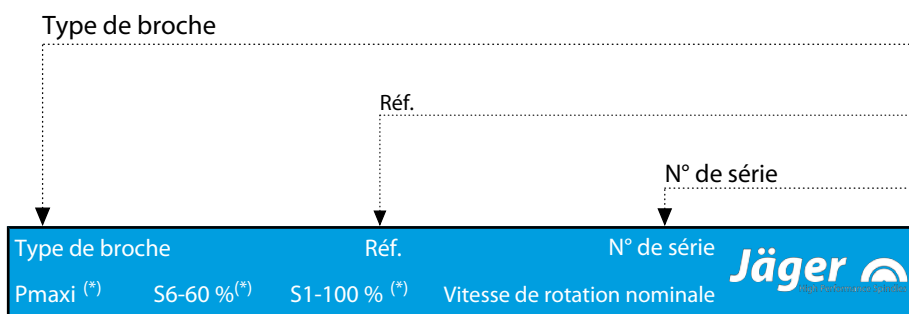 Type de broche
Réf.
N° de série
Type de broche Réf. N° de série
Jäger
Pmaxi (*) S6-60 %(*) S1-100 % (*) Vitesse de rotation nominale